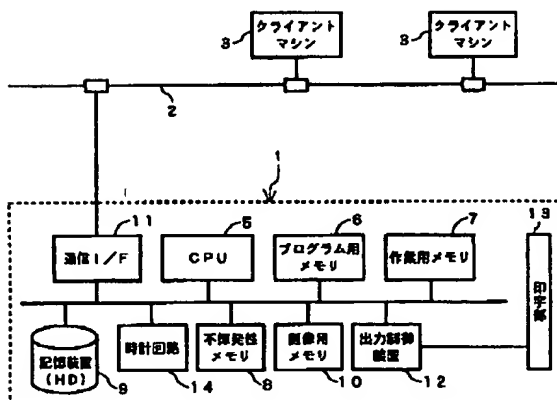 3
クライアント
マシン
3
クライアント
マシン
2
1
11
通信I/F
5
CPU
6
プログラム用
メモリ
7
作業用メモリ
13
印字部
記憶装置
(HD)
9
時計回路
14
不揮発性
メモリ
8
画像用
メモリ
10
出力制御
装置
12